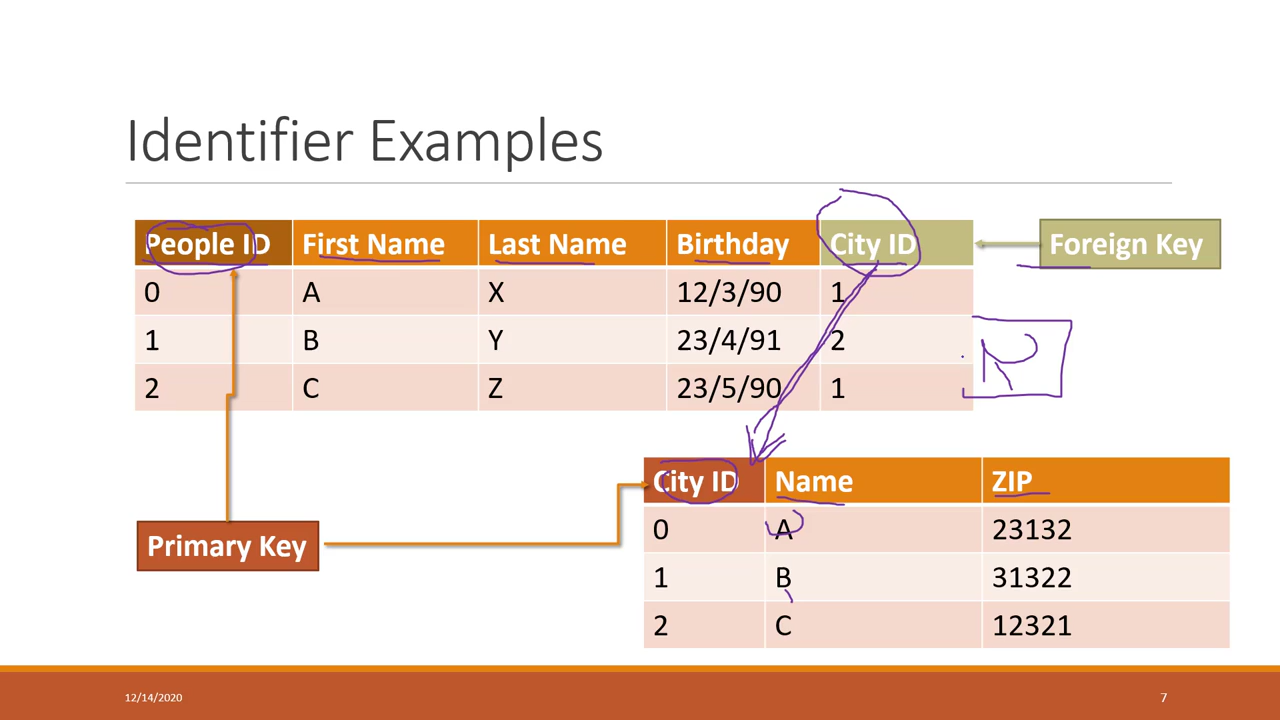 Identifier Examples
People ID First Name Last Name Birthday City ID
Foreign Key
0 A X 12/3/90 1
1 B Y 23/4/91 2
R
2 C Z 23/5/90 1
City ID Name ZIP
0 A 23132
Primary Key
1 B 31322
2 C 12321
12/14/2020
7